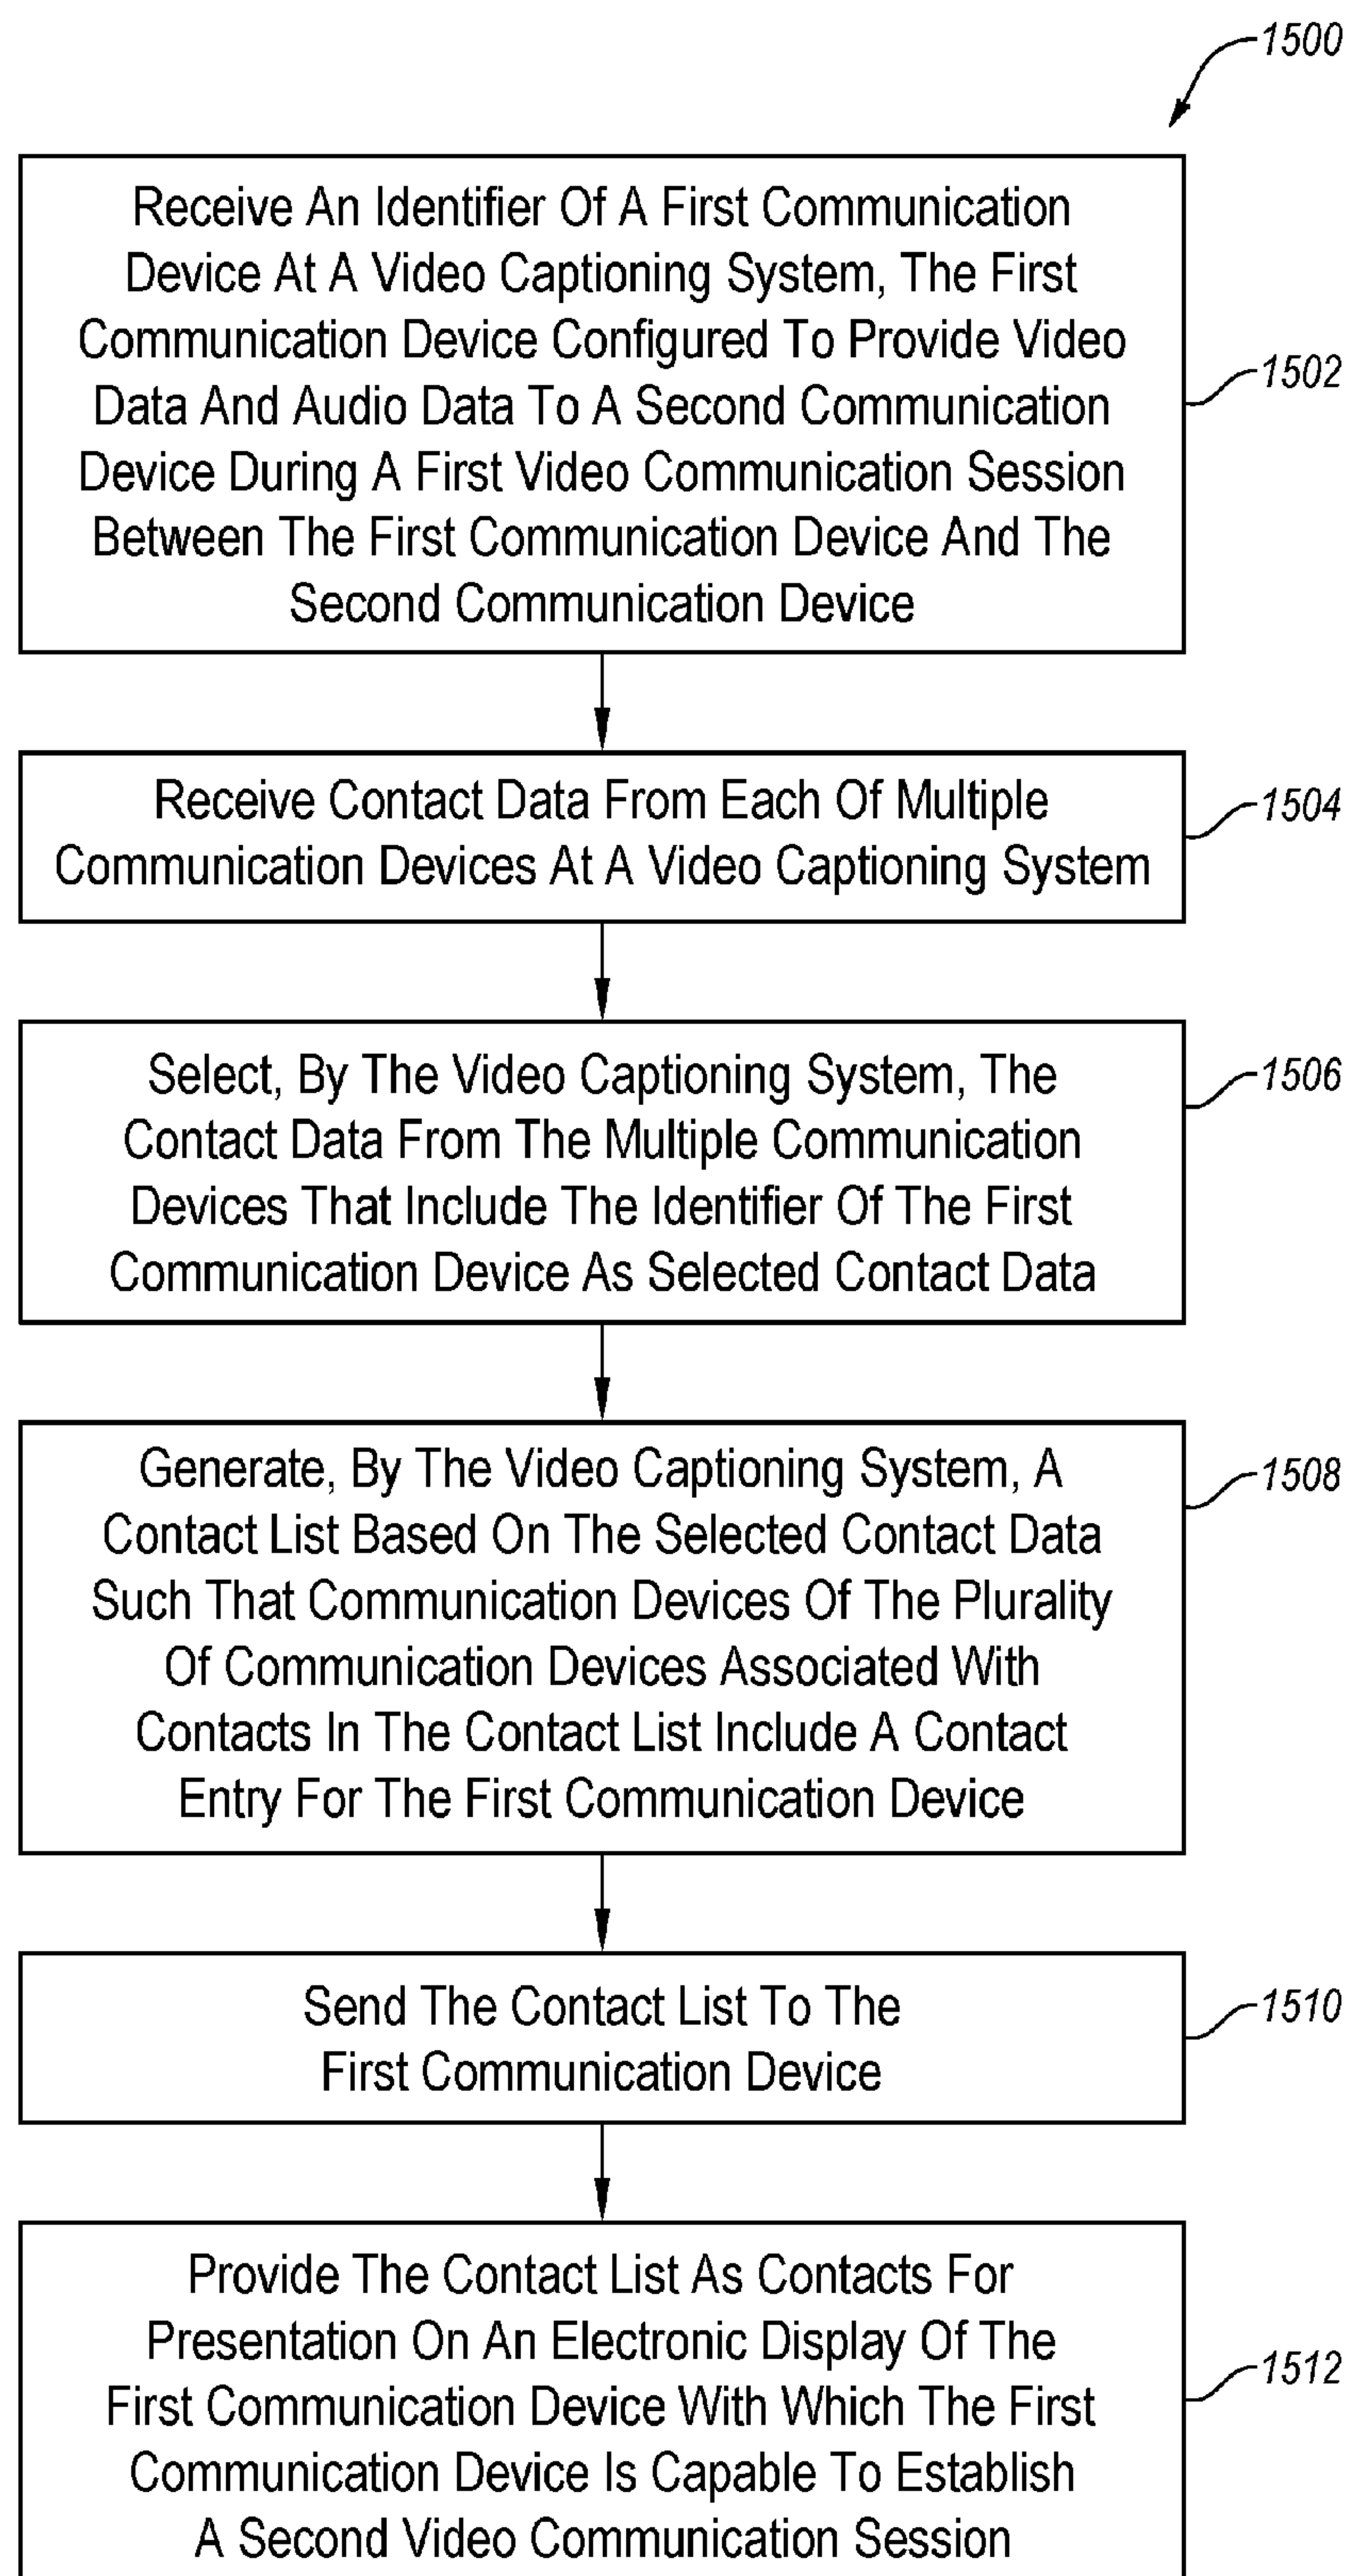 1500
Receive An Identifier Of A First Communication
Device At A Video Captioning System, The First
Communication Device Configured To Provide Video
Data And Audio Data To A Second Communication
Device During A First Video Communication Session
Between The First Communication Device And The
Second Communication Device
1502
Receive Contact Data From Each Of Multiple
Communication Devices At A Video Captioning System
1504
Select, By The Video Captioning System, The
Contact Data From The Multiple Communication
Devices That Include The Identifier Of The First
Communication Device As Selected Contact Data
1506
Generate, By The Video Captioning System, A
Contact List Based On The Selected Contact Data
Such That Communication Devices Of The Plurality
Of Communication Devices Associated With
Contacts In The Contact List Include A Contact
Entry For The First Communication Device
1508
Send The Contact List To The
First Communication Device
1510
Provide The Contact List As Contacts For
Presentation On An Electronic Display Of The
First Communication Device With Which The First
Communication Device Is Capable To Establish
A Second Video Communication Session
1512